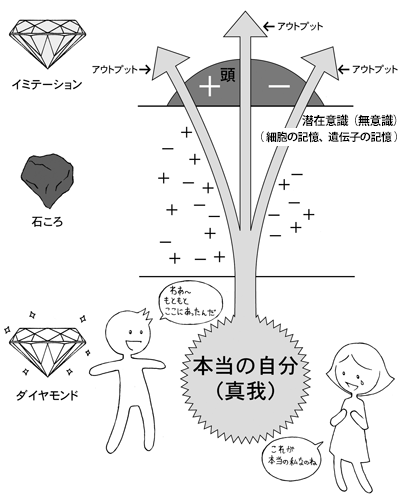 アウトプット
アウトプット
アウトプット
頭
＋ －
イミテーション
潜在意識（無意識）
（細胞の記憶、遺伝子の記憶）
石ころ
ああ〜
もともと
ここにあったんだ
本当の自分
（真我）
ダイヤモンド
これが
本当の私なのね